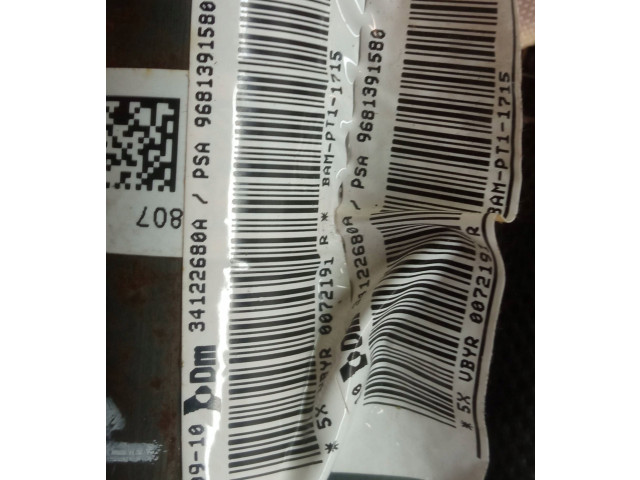 807
09-10 Dm 34122680A / PSA 9681391580
* 5X VBYR 0072191 R * BAM-PT1-1715
Dm 34122680A / PSA 9681391580
* 5X VBYR 0072191 R BAM-PT1-1715